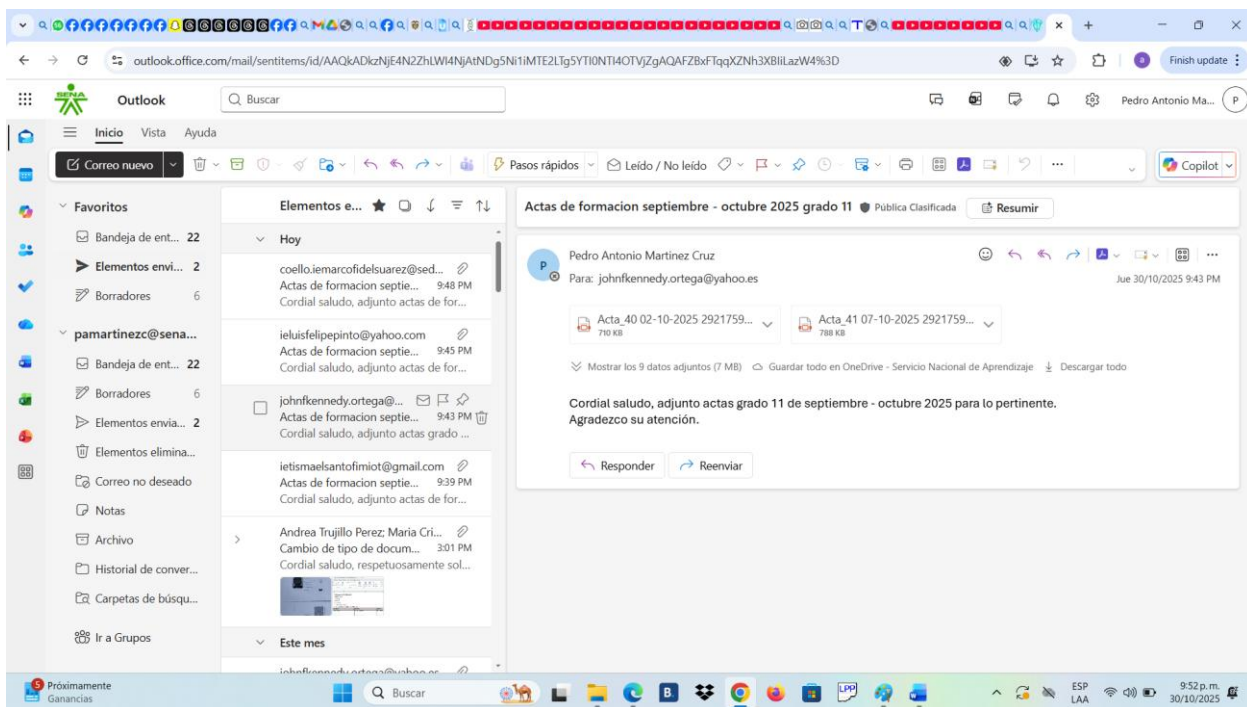 outlook.office.com/mail/sentitems/id/AAQkADkzNjE4N2ZhLWI4NjAtNDg5Ni1iMTE2LTg5YTI0NTI4OTVjZgAQAFZBxFTqqXZNh3XBIiLazW4%3D
Finish update
SENA
Outlook
Buscar
Pedro Antonio Ma...
P
Inicio Vista Ayuda
Correo nuevo
Pasos rápidos
Leído / No leído
Copilot
Favoritos
Bandeja de ent... 22
Elementos envi... 2
Borradores 6
pamartinezc@sena...
Bandeja de ent... 22
Borradores 6
Elementos envia... 2
Elementos elimina...
Correo no deseado
Notas
Archivo
Historial de conver...
Carpetas de búsqu...
Ir a Grupos
Elementos e...
Hoy
coello.iemarcofidelsuarez@sed...
Actas de formacion septie... 9:48 PM
Cordial saludo, adjunto actas de for...
ieluisfelipepinto@yahoo.com
Actas de formacion septie... 9:45 PM
Cordial saludo, adjunto actas de for...
johnfkennedy.ortega@...
Actas de formacion septie... 9:43 PM
Cordial saludo, adjunto actas grado ...
ietismaelsantofimiot@gmail.com
Actas de formacion septie... 9:39 PM
Cordial saludo, adjunto actas de for...
Andrea Trujillo Perez; Maria Cri...
Cambio de tipo de docum... 3:01 PM
Cordial saludo, respetuosamente sol...
Este mes
johnfkennedy.ortega@yahoo.es
Actas de formacion septiembre - octubre 2025 grado 11 Pública Clasificada Resumir
P
Pedro Antonio Martinez Cruz
Para: johnfkennedy.ortega@yahoo.es
Jue 30/10/2025 9:43 PM
Acta_40 02-10-2025 2921759...
710 KB
Acta_41 07-10-2025 2921759...
788 KB
Mostrar los 9 datos adjuntos (7 MB) Guardar todo en OneDrive - Servicio Nacional de Aprendizaje Descargar todo
Cordial saludo, adjunto actas grado 11 de septiembre - octubre 2025 para lo pertinente.
Agradezco su atención.
Responder Reenviar
5
Próximamente
Ganancias
Buscar
B.
LPP
ESP
LAA
9:52 p. m.
30/10/2025